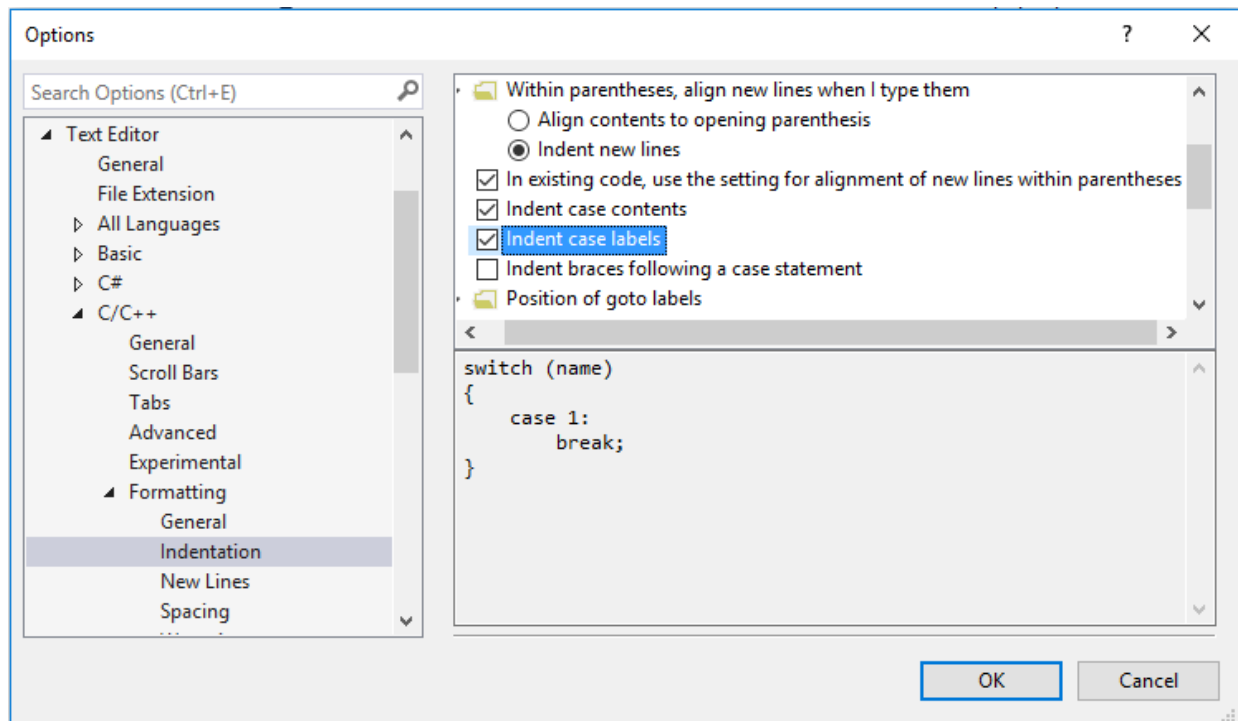 Options
?
Search Options (Ctrl+E)
Text Editor
General
File Extension
All Languages
Basic
C#
C/C++
General
Scroll Bars
Tabs
Advanced
Experimental
Formatting
General
Indentation
New Lines
Spacing
Within parentheses, align new lines when I type them
Align contents to opening parenthesis
Indent new lines
In existing code, use the setting for alignment of new lines within parentheses
Indent case contents
Indent case labels
Indent braces following a case statement
Position of goto labels
switch (name)
{
    case 1:
        break;
}
OK
Cancel